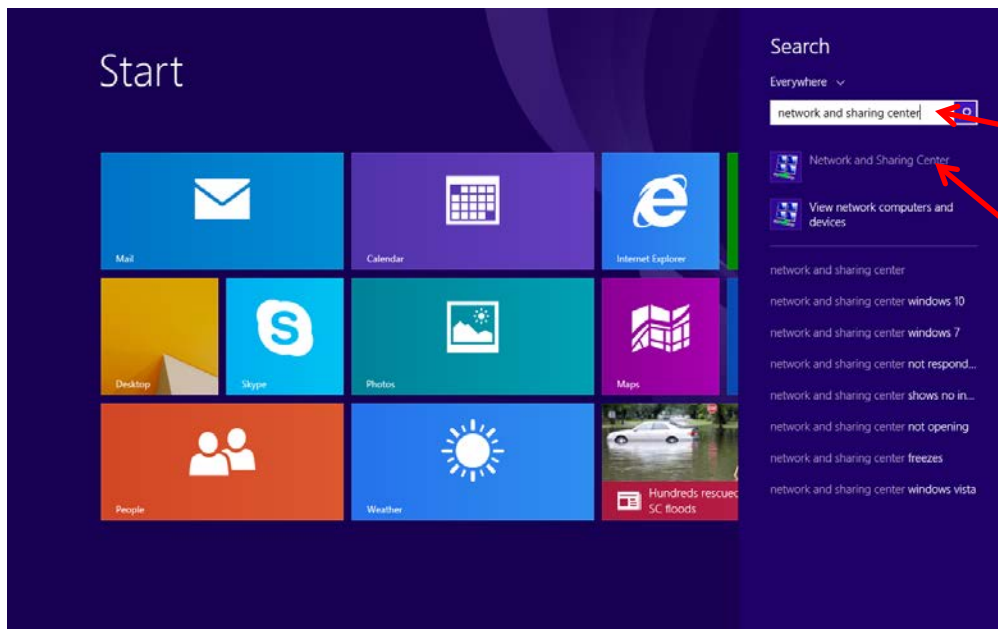 Start
Search
Everywhere
network and sharing center
Network and Sharing Center
View network computers and
devices
network and sharing center
network and sharing center windows 10
network and sharing center windows 7
network and sharing center not respond...
network and sharing center shows no in...
network and sharing center not opening
network and sharing center freezes
network and sharing center windows vista
Mail
Calendar
Internet Explorer
Desktop
Skype
Photos
Maps
People
Weather
Hundreds rescued
SC floods